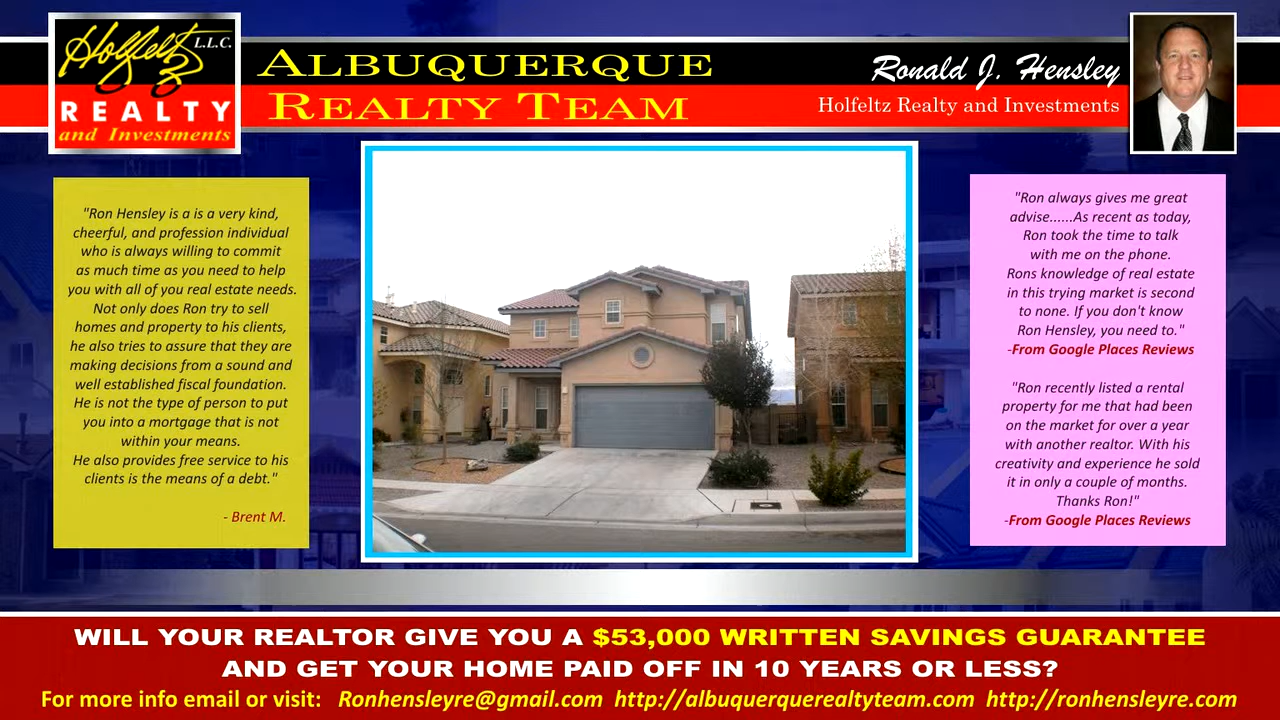 Holfeltz L.L.C.
REALTY
and Investments
ALBUQUERQUE
REALTY TEAM
Ronald J. Hensley
Holfeltz Realty and Investments
"Ron Hensley is a is a very kind,
cheerful, and profession individual
who is always willing to commit
as much time as you need to help
you with all of you real estate needs.
Not only does Ron try to sell
homes and property to his clients,
he also tries to assure that they are
making decisions from a sound and
well established fiscal foundation.
He is not the type of person to put
you into a mortgage that is not
within your means.
He also provides free service to his
clients is the means of a debt."
- Brent M.
"Ron always gives me great
advise......As recent as today,
Ron took the time to talk
with me on the phone.
Rons knowledge of real estate
in this trying market is second
to none. If you don't know
Ron Hensley, you need to."
-From Google Places Reviews
"Ron recently listed a rental
property for me that had been
on the market for over a year
with another realtor. With his
creativity and experience he sold
it in only a couple of months.
Thanks Ron!"
-From Google Places Reviews
WILL YOUR REALTOR GIVE YOU A $53,000 WRITTEN SAVINGS GUARANTEE
AND GET YOUR HOME PAID OFF IN 10 YEARS OR LESS?
For more info email or visit: Ronhensleyre@gmail.com http://albuquerquerealtyteam.com http://ronhensleyre.com